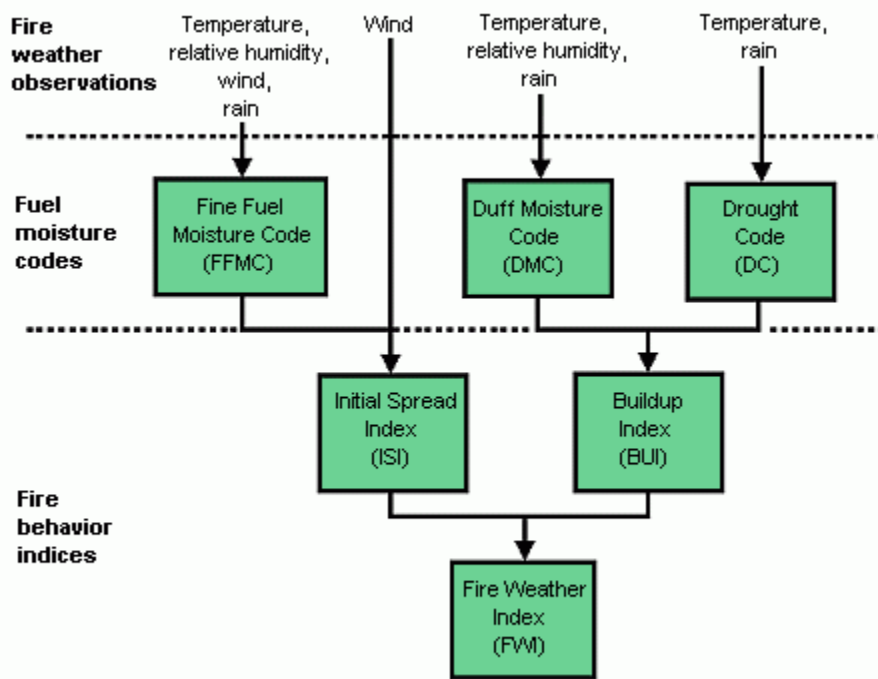 Fire
weather
observations
Temperature,
relative humidity,
wind,
rain
Wind
Temperature,
relative humidity,
rain
Temperature,
rain
Fuel
moisture
codes
Fine Fuel
Moisture Code
(FFMC)
Duff Moisture
Code
(DMC)
Drought
Code
(DC)
Fire
behavior
indices
Initial Spread
Index
(ISI)
Buildup
Index
(BUI)
Fire Weather
Index
(FWI)